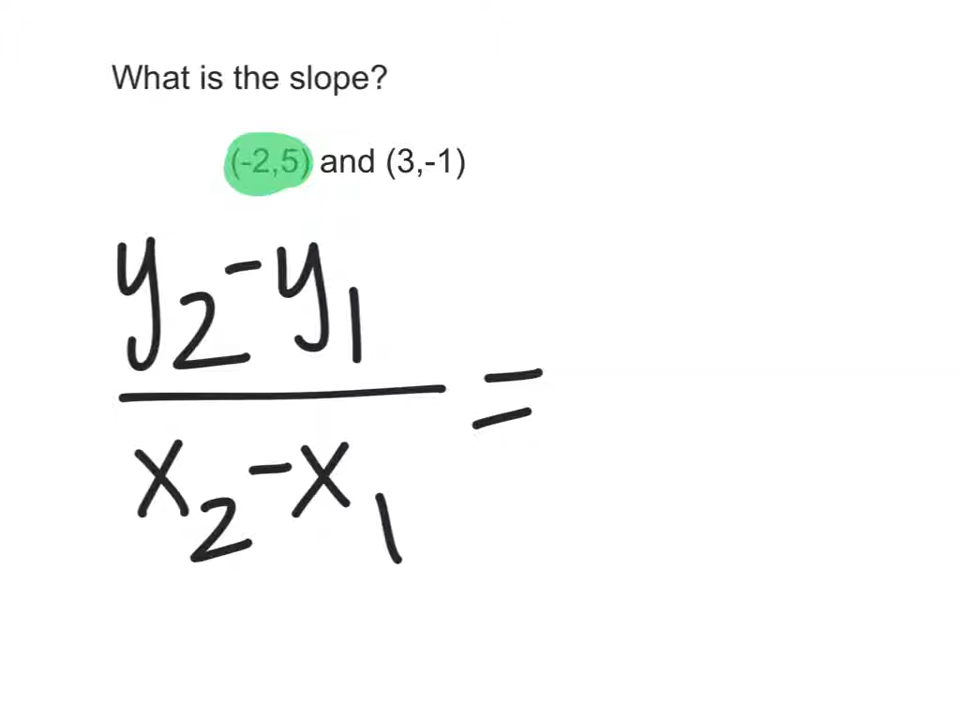 What is the slope?
(-2,5) and (3,-1)
y₂-y₁
x₂-x₁ =